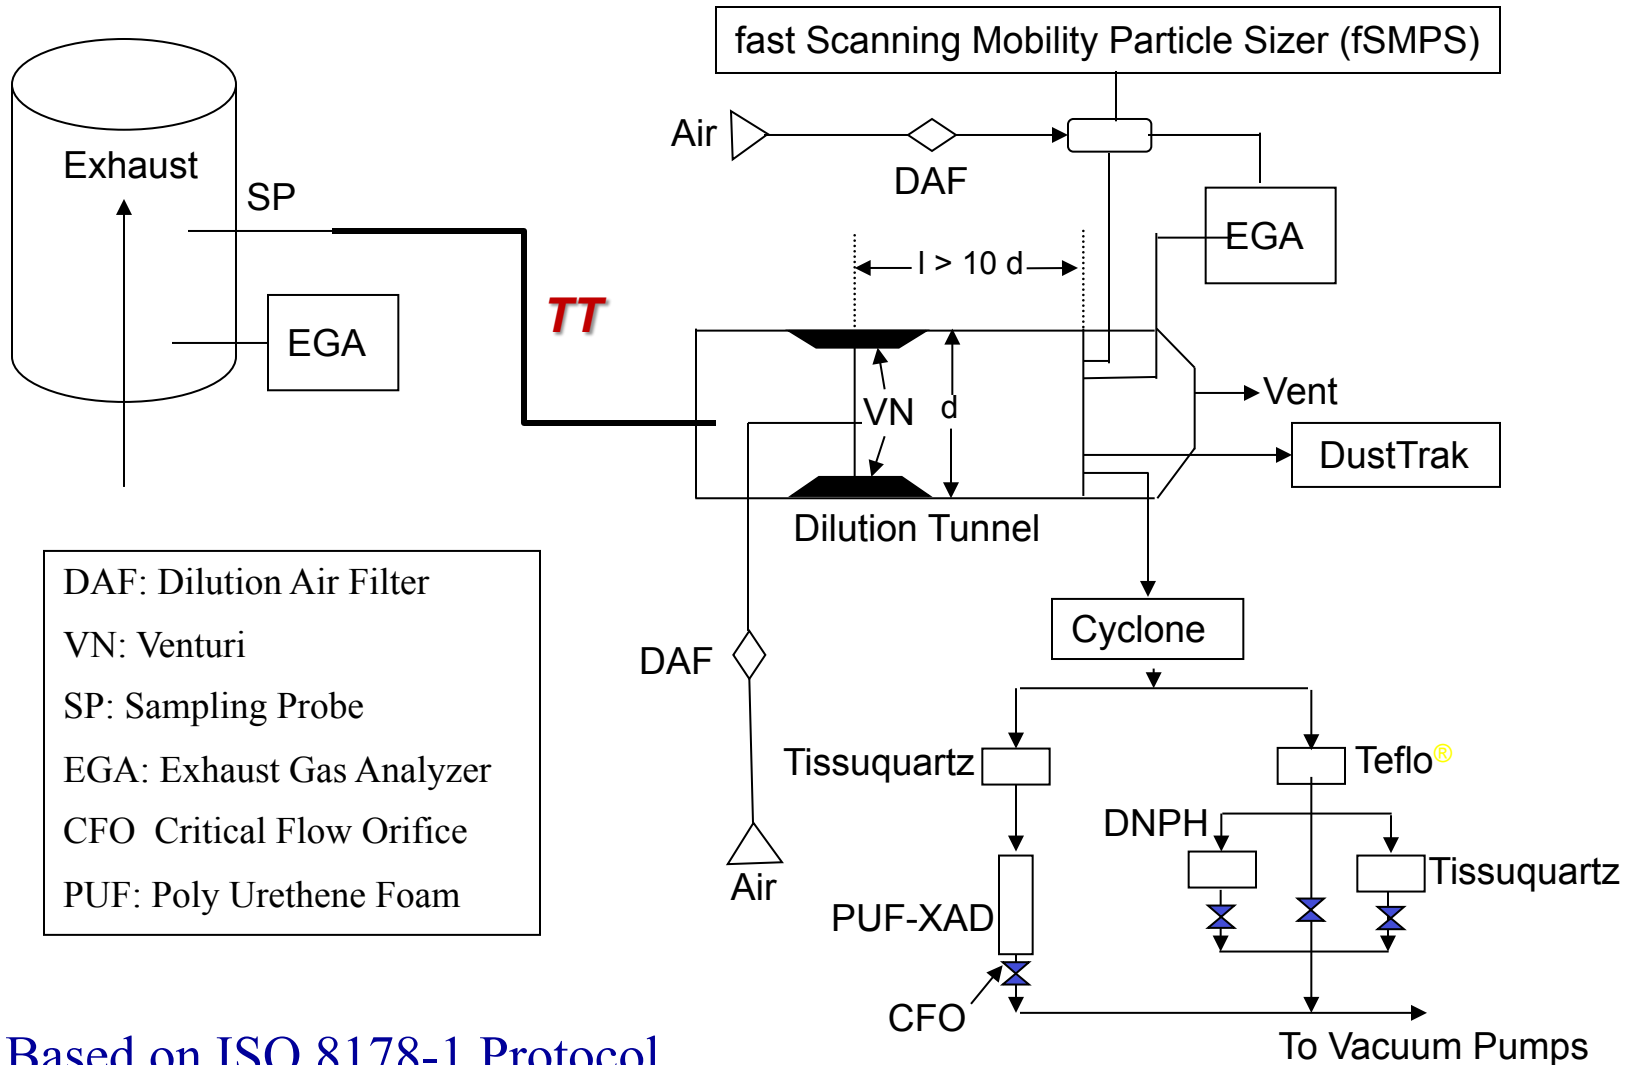 fast Scanning Mobility Particle Sizer (fSMPS)
Air
DAF
Exhaust
SP
EGA
l > 10 d
TT
EGA
VN
d
Vent
DustTrak
Dilution Tunnel
DAF: Dilution Air Filter
VN: Venturi
SP: Sampling Probe
EGA: Exhaust Gas Analyzer
CFO  Critical Flow Orifice
PUF: Poly Urethene Foam
DAF
Air
Cyclone
Tissuquartz
Teflo®
DNPH
Tissuquartz
PUF-XAD
CFO
To Vacuum Pumps
Based on ISO 8178-1 Protocol